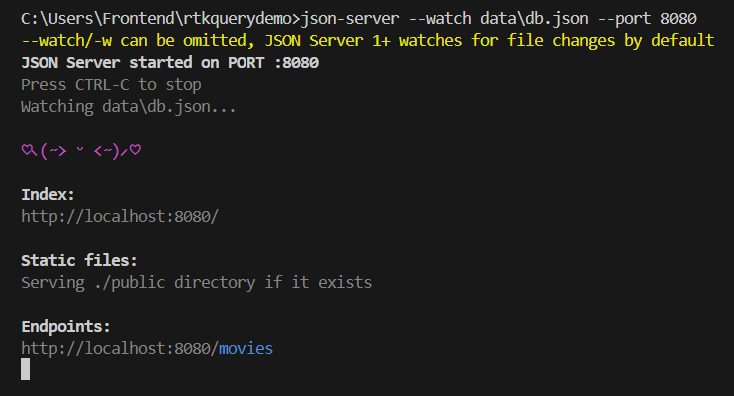 C:\Users\Frontend\rtkquerydemo>json-server --watch data\db.json --port 8080
--watch/-w can be omitted, JSON Server 1+ watches for file changes by default
JSON Server started on PORT :8080
Press CTRL-C to stop
Watching data\db.json...
♡⸜(˶˃ ᵕ ˂˶)⸝♡
Index:
http://localhost:8080/
Static files:
Serving ./public directory if it exists
Endpoints:
http://localhost:8080/movies